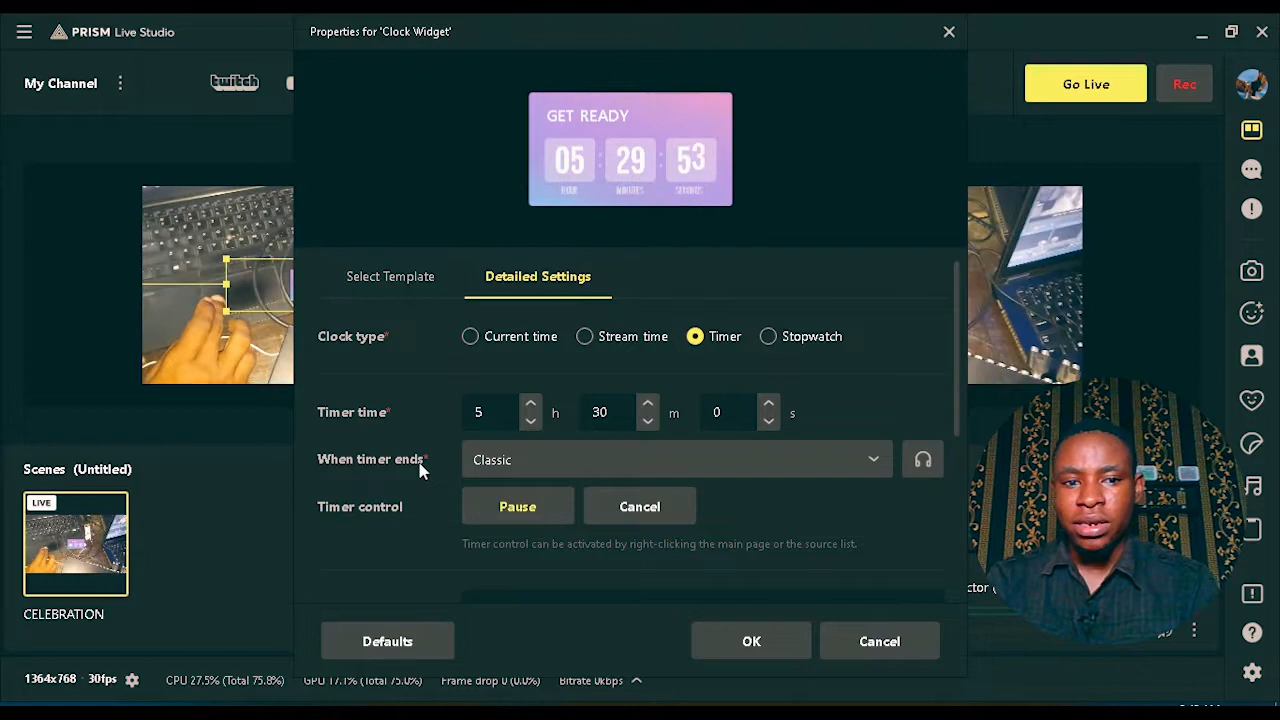 PRISM Live Studio
Properties for 'Clock Widget'
My Channel
twitch
Go Live
Rec
GET READY
05 : 29 : 53
HOUR MINUTES SECONDS
Select Template
Detailed Settings
Clock type*
Current time
Stream time
Timer
Stopwatch
Timer time*
5 h 30 m 0 s
When timer ends*
Classic
Timer control
Pause
Cancel
Timer control can be activated by right-clicking the main page or the source list.
Scenes (Untitled)
LIVE
CELEBRATION
Defaults
OK
Cancel
1364x768 · 30fps
CPU 27.5% (Total 75.8%)
GPU 17.1% (Total 75.0%)
Frame drop 0 (0.0%)
Bitrate 0kbps